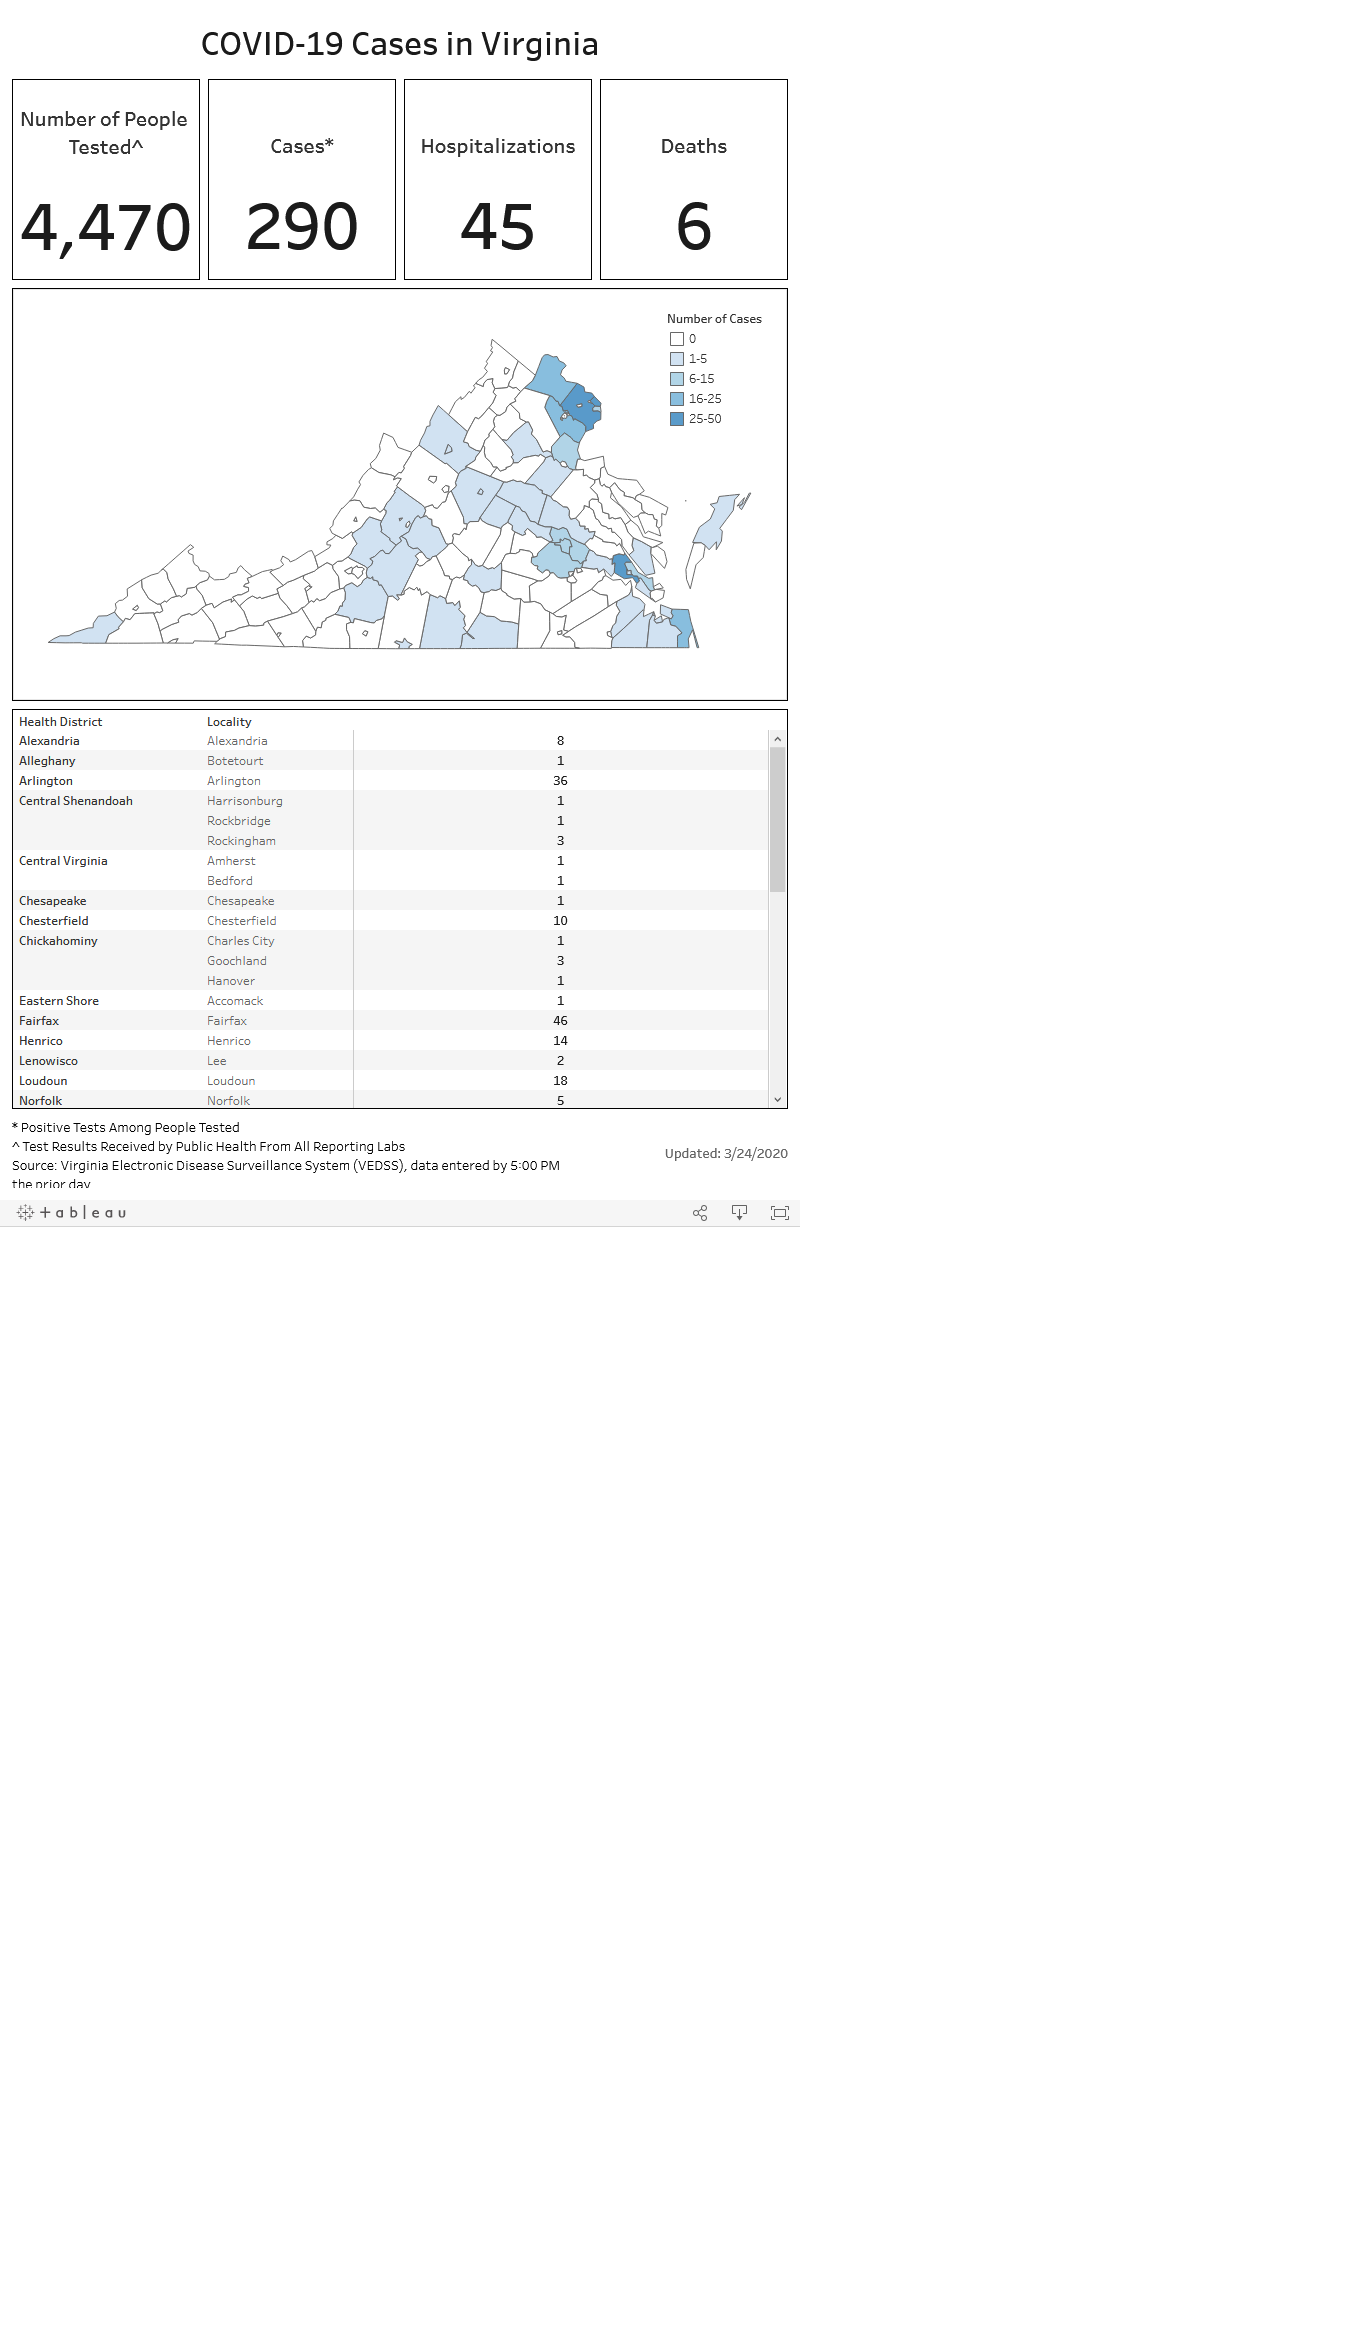 COVID-19 Cases in Virginia
Number of People
Tested^
4,470
Cases*
290
Hospitalizations
45
Deaths
6
Number of Cases
0
1-5
6-15
16-25
25-50
Health District Locality
Alexandria Alexandria 8
Alleghany Botetourt 1
Arlington Arlington 36
Central Shenandoah Harrisonburg 1
Rockbridge 1
Rockingham 3
Central Virginia Amherst 1
Bedford 1
Chesapeake Chesapeake 1
Chesterfield Chesterfield 10
Chickahominy Charles City 1
Goochland 3
Hanover 1
Eastern Shore Accomack 1
Fairfax Fairfax 46
Henrico Henrico 14
Lenowisco Lee 2
Loudoun Loudoun 18
Norfolk Norfolk 5
* Positive Tests Among People Tested
^ Test Results Received by Public Health From All Reporting Labs
Source: Virginia Electronic Disease Surveillance System (VEDSS), data entered by 5:00 PM
the prior day
Updated: 3/24/2020
+ableau